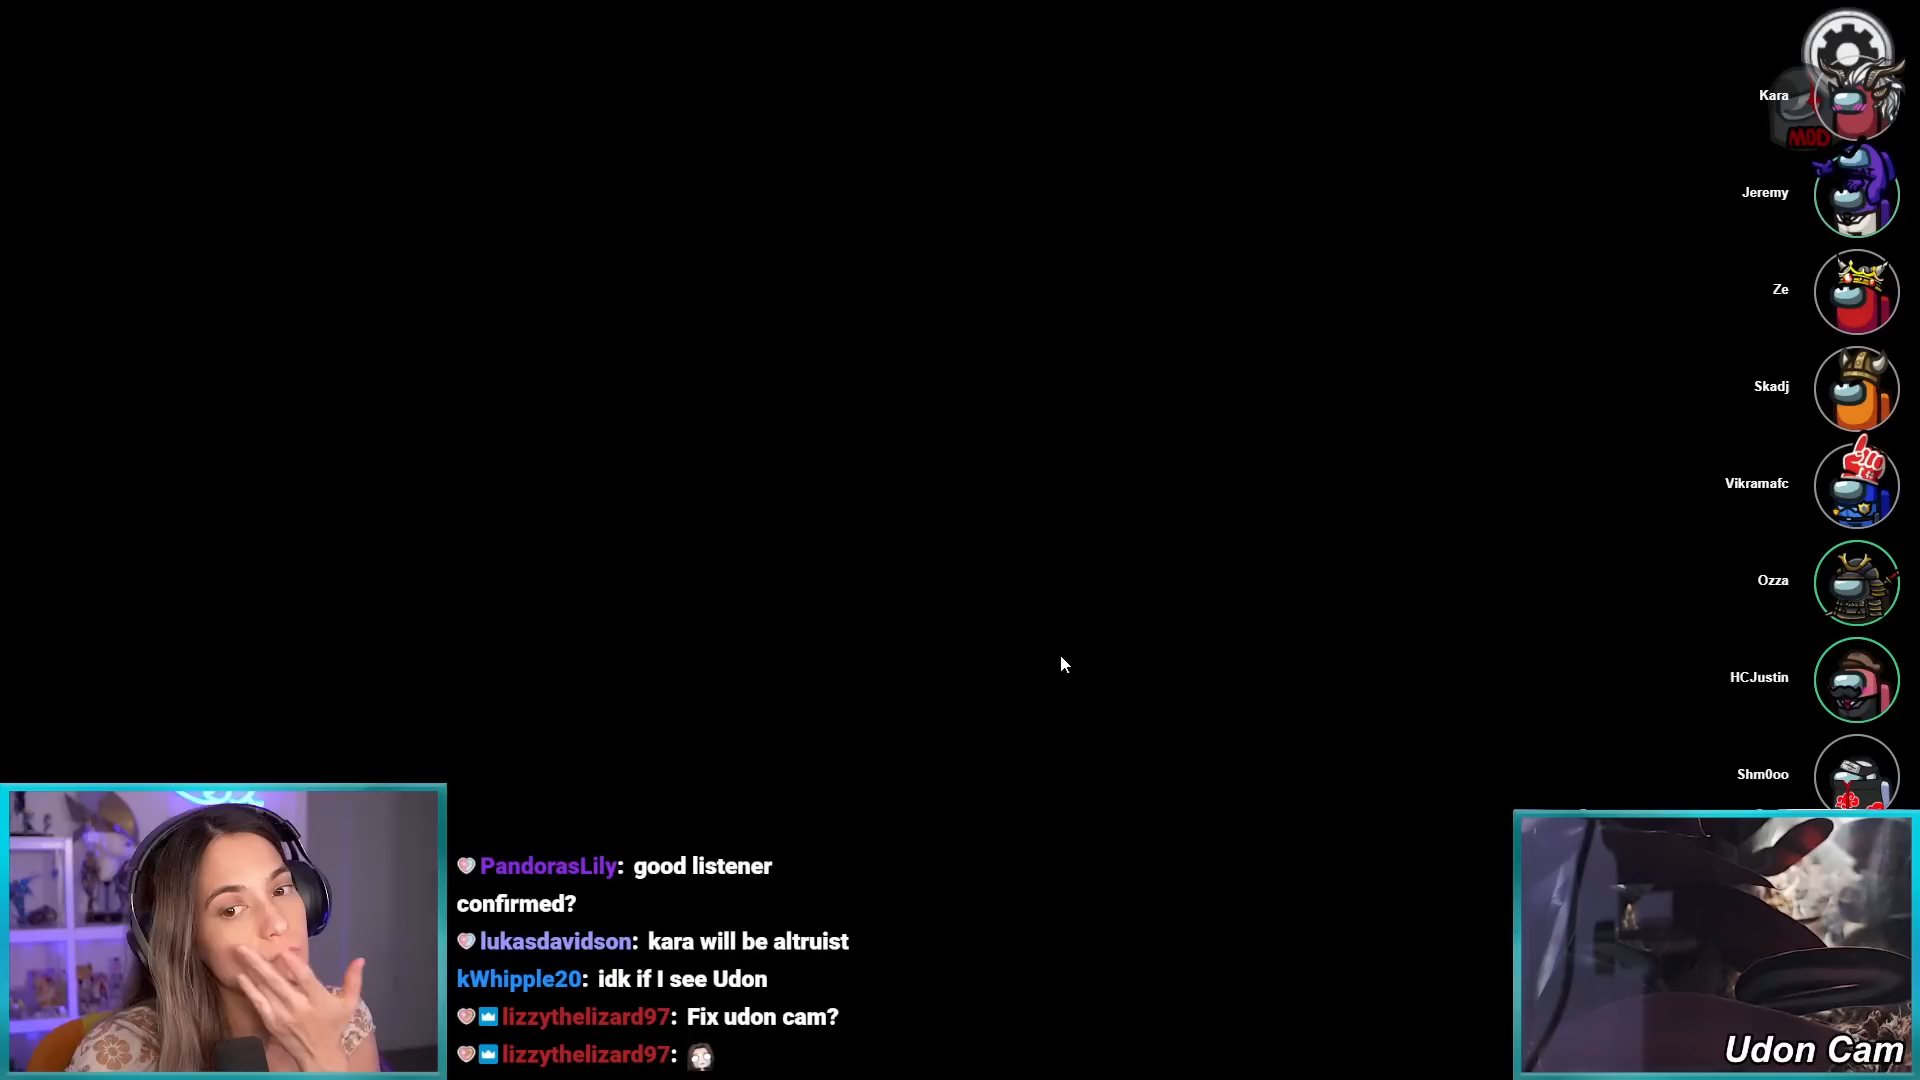 Kara
MOD
Jeremy
Ze
Skadj
Vikramafc
Ozza
HCJustin
Shm0oo
PandorasLily: good listener
confirmed?
lukasdavidson: kara will be altruist
kWhipple20: idk if I see Udon
lizzythelizard97: Fix udon cam?
lizzythelizard97:
Udon Cam